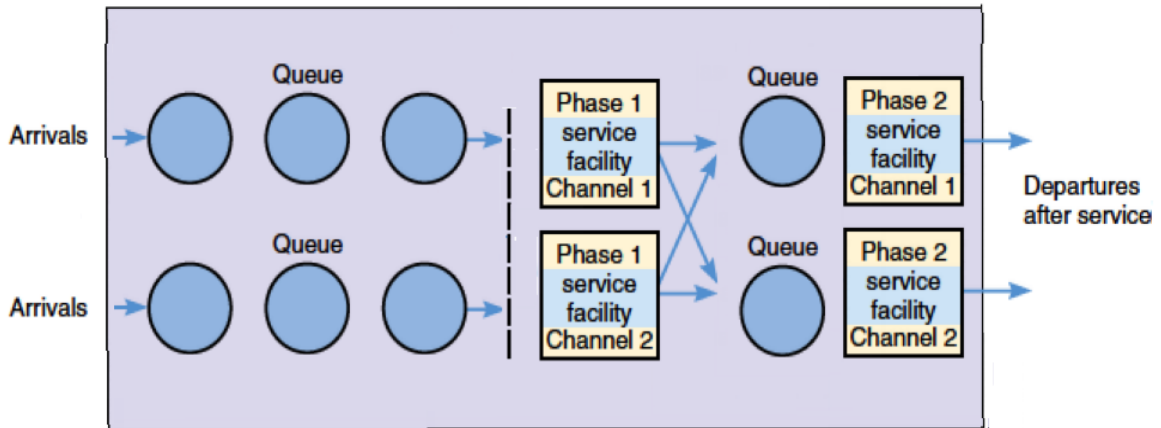 Queue
Arrivals
Phase 1
service
facility
Channel 1
Queue
Phase 2
service
facility
Channel 1
Departures
after service
Queue
Arrivals
Phase 1
service
facility
Channel 2
Queue
Phase 2
service
facility
Channel 2